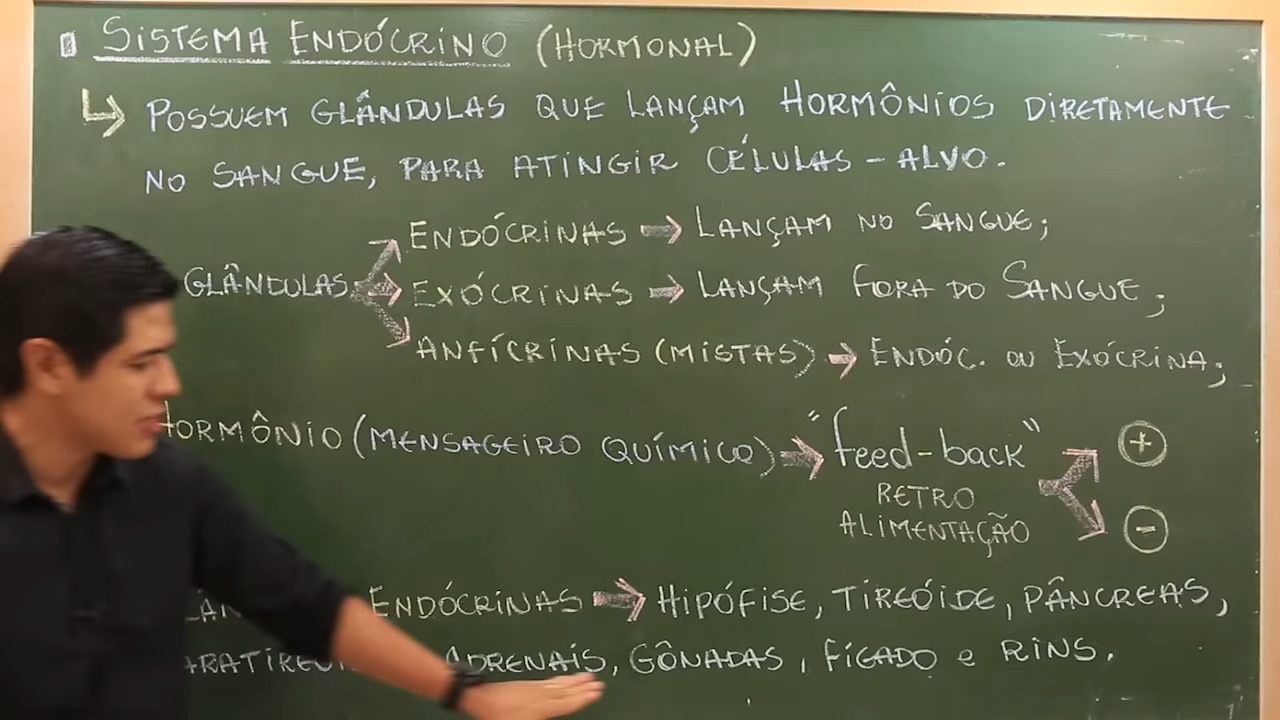 SISTEMA ENDÓCRINO (HORMONAL)
POSSUEM GLÂNDULAS QUE LANÇAM HORMÔNIOS DIRETAMENTE
NO SANGUE, PARA ATINGIR CÉLULAS-ALVO.
ENDÓCRINAS → LANÇAM NO SANGUE;
GLÂNDULAS EXÓCRINAS → LANÇAM FORA DO SANGUE;
ANFÍCRINAS (MISTAS) → ENDÓC. OU EXÓCRINA;
HORMÔNIO (MENSAGEIRO QUÍMICO) → "feed-back" +
RETRO
ALIMENTAÇÃO -
ENDÓCRINAS → HIPÓFISE, TIREÓIDE, PÂNCREAS,
ADRENAIS, GÔNADAS, FÍGADO e RINS.